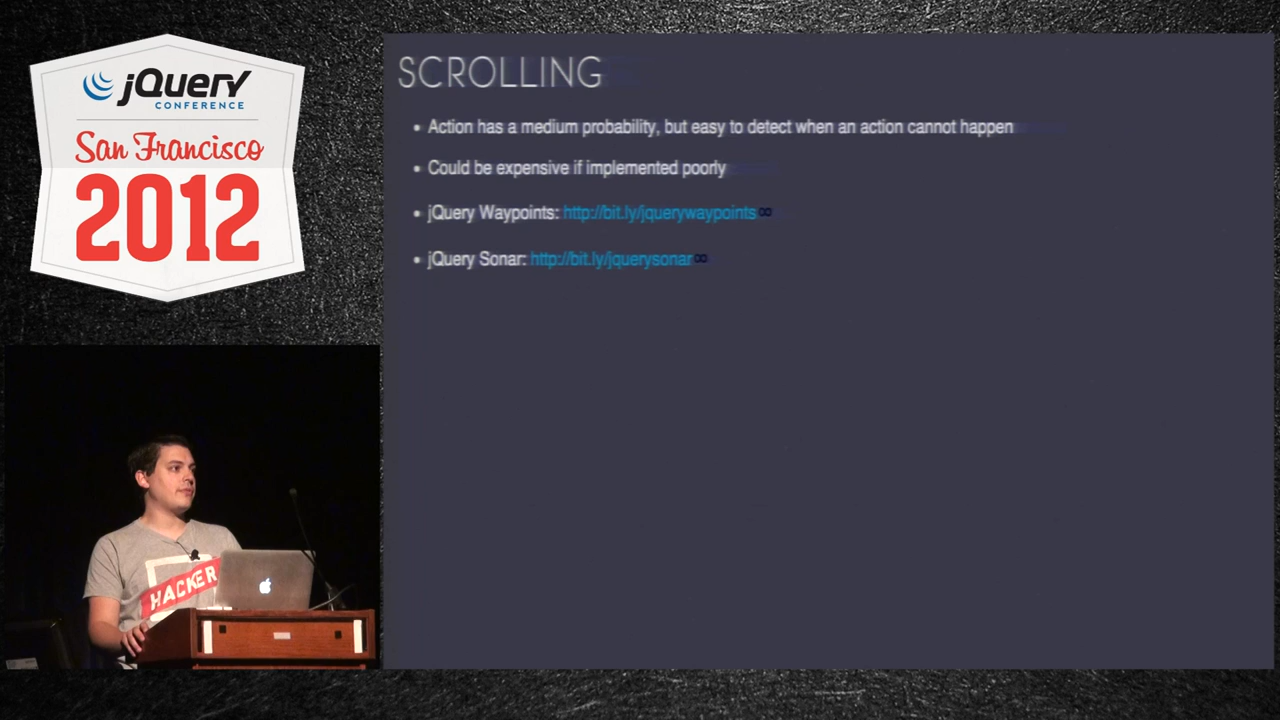 jQuery
CONFERENCE
San Francisco
2012
SCROLLING
• Action has a medium probability, but easy to detect when an action cannot happen
• Could be expensive if implemented poorly
• jQuery Waypoints: http://bit.ly/jquerywaypoints
• jQuery Sonar: http://bit.ly/jquerysonar
HACKER